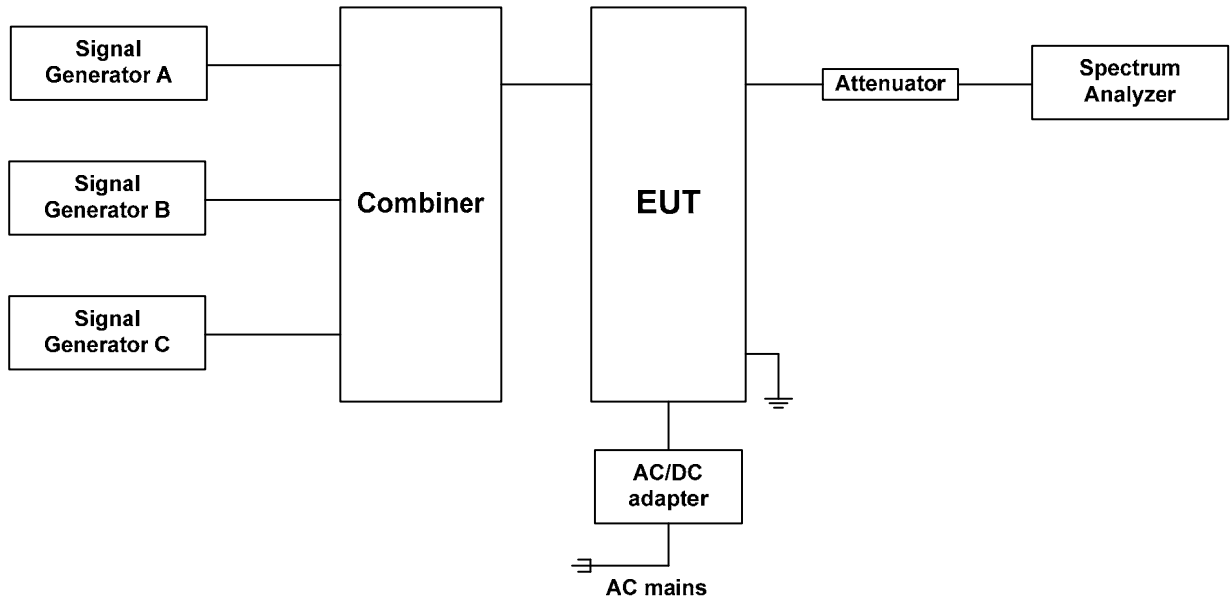 Signal
Generator A
Signal
Generator B
Signal
Generator C
Combiner
EUT
Attenuator
Spectrum
Analyzer
AC/DC
adapter
AC mains